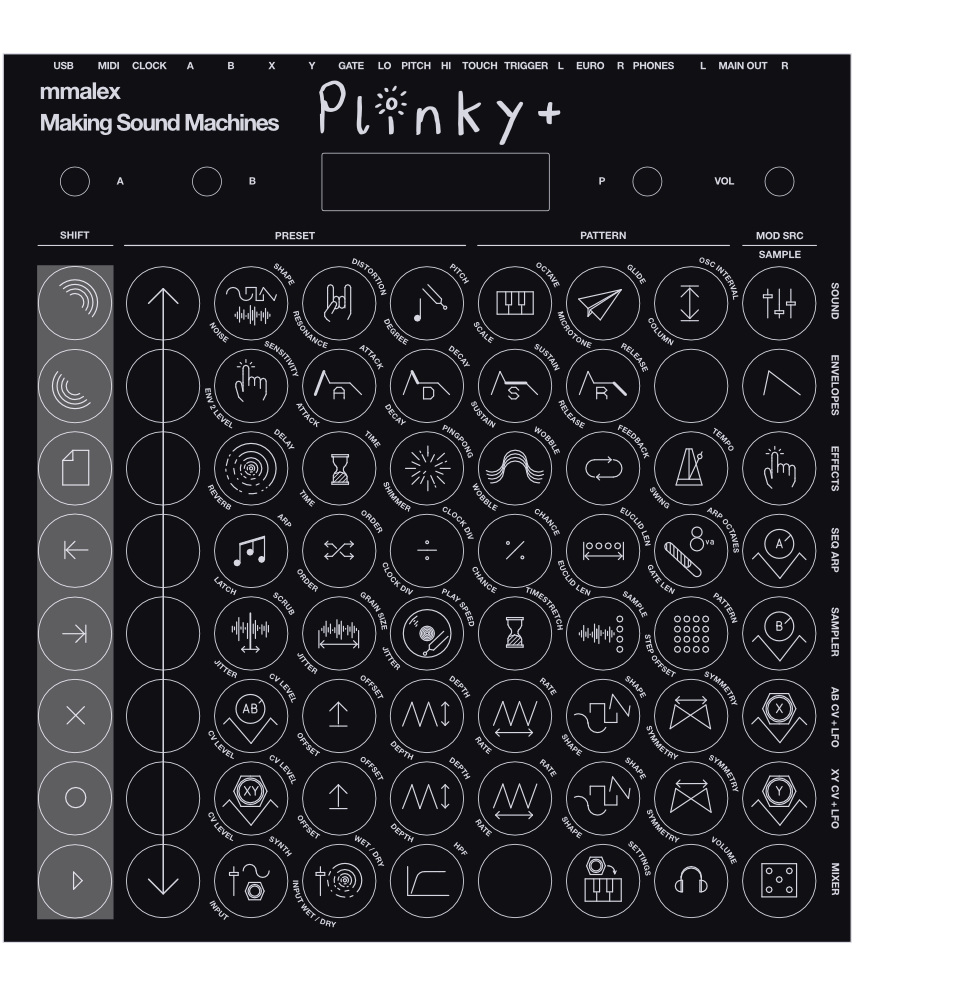 USB MIDI CLOCK A B X Y GATE LO PITCH HI TOUCH TRIGGER L EURO R PHONES L MAIN OUT R
mmalex
Plinky+
Making Sound Machines
A B P VOL
SHIFT PRESET PATTERN MOD SRC
SAMPLE
SHAPE DISTORTION PITCH OCTAVE GLIDE OSC INTERVAL SOUND
NOISE RESONANCE DEGREE SCALE MICROTONE COLUMN
SENSITIVITY ATTACK DECAY SUSTAIN RELEASE ENVELOPES
A D S R
ENV 2 LEVEL ATTACK DECAY SUSTAIN RELEASE
DELAY TIME PINGPONG WOBBLE FEEDBACK TEMPO EFFECTS
REVERB TIME SHIMMER WOBBLE SWING
ARP ORDER CLOCK DIV CHANCE EUCLID LEN ARP OCTAVES SEQ ARP
8va A
LATCH ORDER CLOCK DIV CHANCE EUCLID LEN GATE LEN
SCRUB GRAIN SIZE PLAY SPEED TIMESTRETCH SAMPLE PATTERN SAMPLER
B
JITTER JITTER JITTER STEP OFFSET
CV LEVEL OFFSET DEPTH RATE SHAPE SYMMETRY AB CV + LFO
AB X
CV LEVEL OFFSET DEPTH RATE SHAPE SYMMETRY
CV LEVEL OFFSET DEPTH RATE SHAPE SYMMETRY XY CV + LFO
XY Y
CV LEVEL OFFSET DEPTH RATE SHAPE SYMMETRY
SYNTH WET / DRY HPF SETTINGS VOLUME MIXER
INPUT INPUT WET / DRY